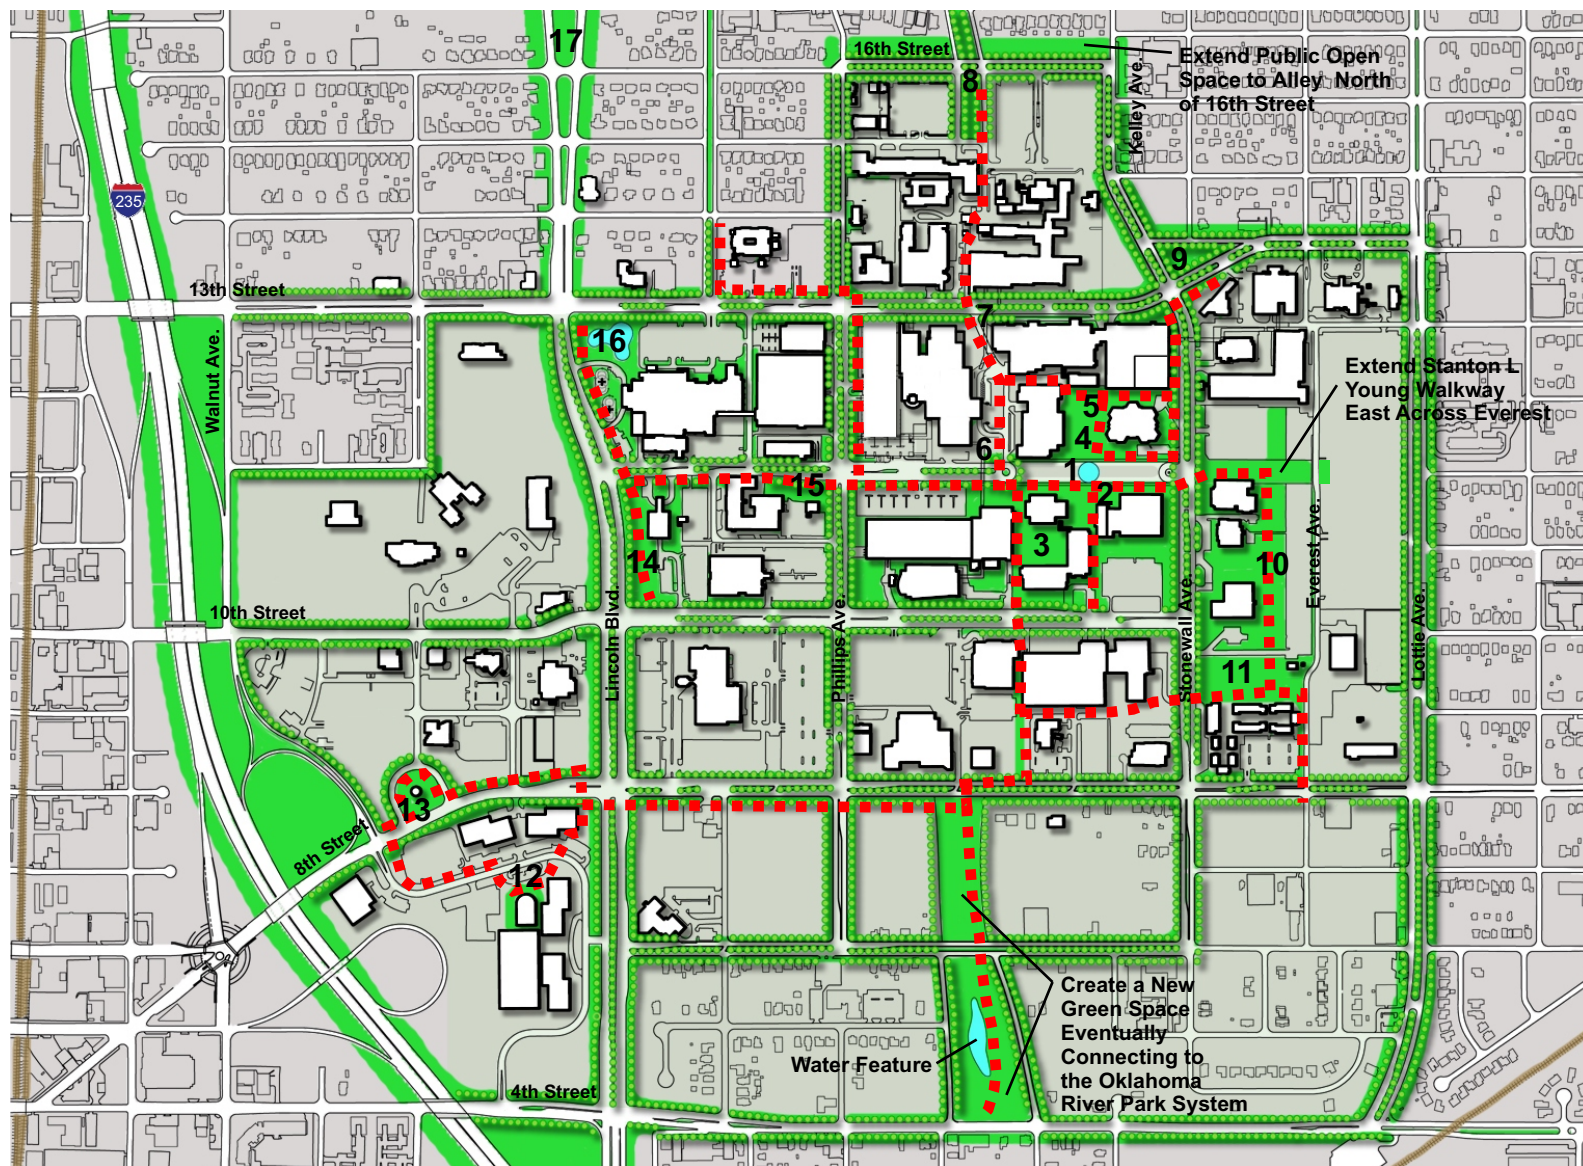 17
16th Street
8
Extend Public Open
Space to Alley North
of 16th Street
Kelley Ave.
235
9
13th Street
7
16
Walnut Ave.
Extend Stanton L
Young Walkway
East Across Everest
5
4
6
1
15
2
3
14
10
10th Street
Lincoln Blvd.
Phillips Ave.
Stonewall Ave.
Everest Ave.
Lottie Ave.
11
13
8th Street
12
Create a New
Green Space
Eventually
Connecting to
the Oklahoma
River Park System
Water Feature
4th Street